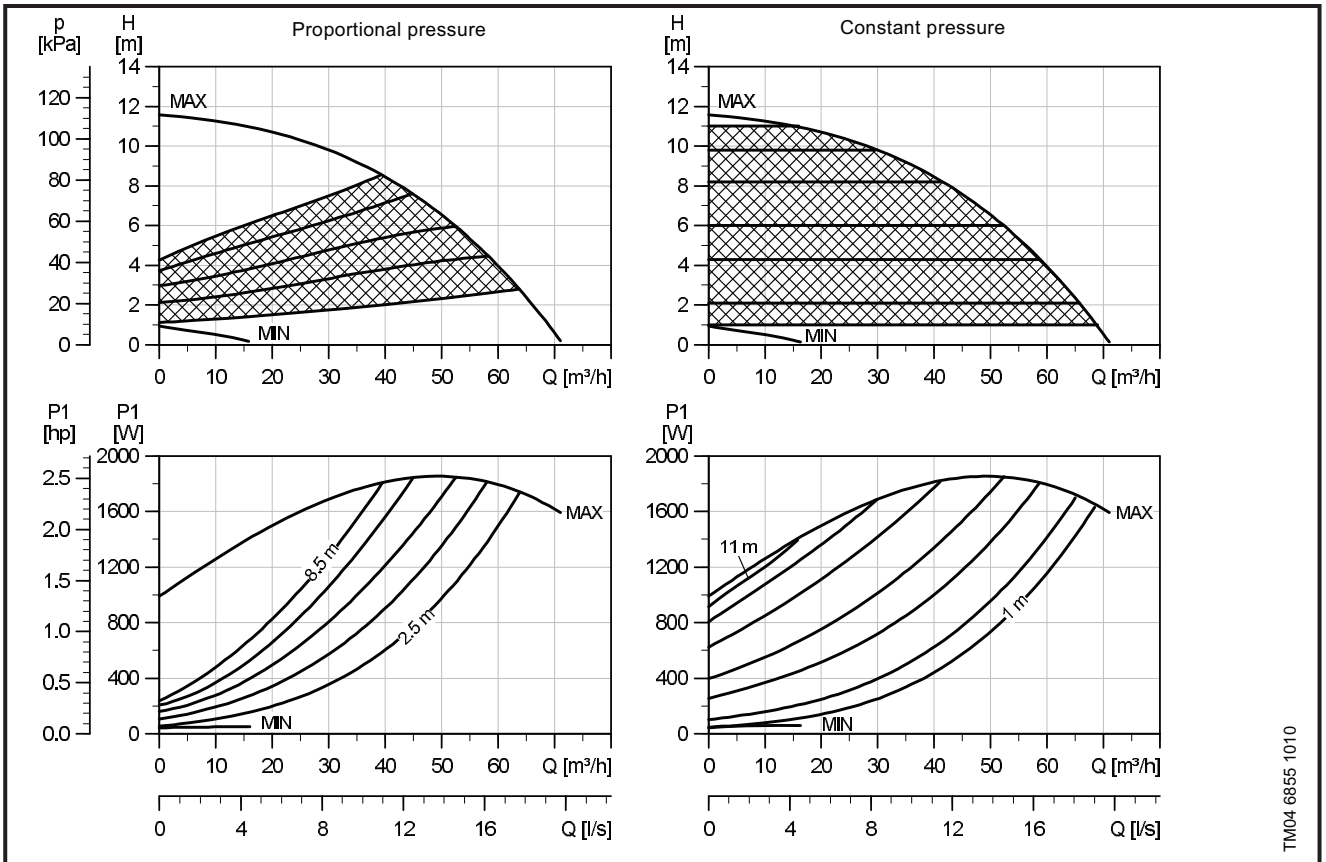 p
[kPa]
H
[m]
Proportional pressure
14
12
10
8
6
4
2
0
120
100
80
60
40
20
0
MAX
MIN
0 10 20 30 40 50 60 Q [m³/h]
H
[m]
Constant pressure
14
12
10
8
6
4
2
0
MAX
MIN
0 10 20 30 40 50 60 Q [m³/h]
P1
[hp]
P1
[W]
2000
1600
1200
800
400
0
2.5
2.0
1.5
1.0
0.5
0.0
8.5 m
2.5 m
MAX
MIN
0 10 20 30 40 50 60 Q [m³/h]
0 4 8 12 16 Q [l/s]
P1
[W]
2000
1600
1200
800
400
0
11 m
1 m
MAX
MIN
0 10 20 30 40 50 60 Q [m³/h]
0 4 8 12 16 Q [l/s]
TM04 6855 1010